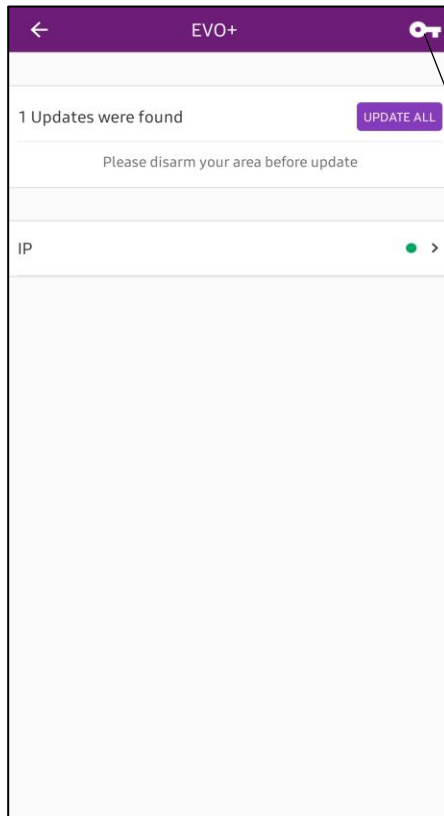 EVO+
1 Updates were found
UPDATE ALL
Please disarm your area before update
IP